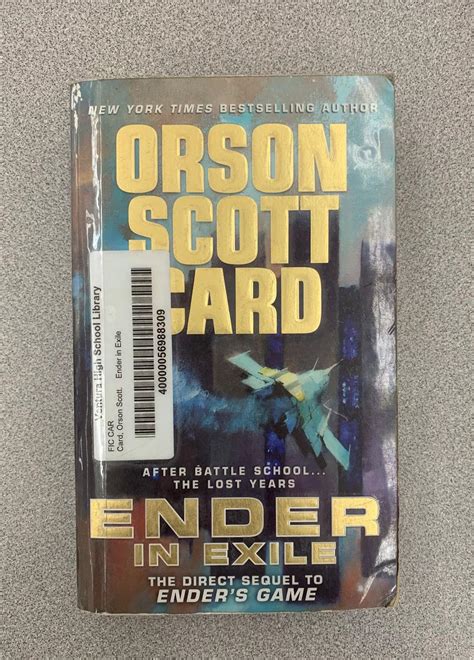 NEW YORK TIMES BESTSELLING AUTHOR
ORSON
SCOTT
CARD
Ventura High School Library
FIC CAR
Card, Orson Scott. Ender in Exile
40000056988309
AFTER BATTLE SCHOOL...
THE LOST YEARS
ENDER
IN EXILE
THE DIRECT SEQUEL TO
ENDER'S GAME